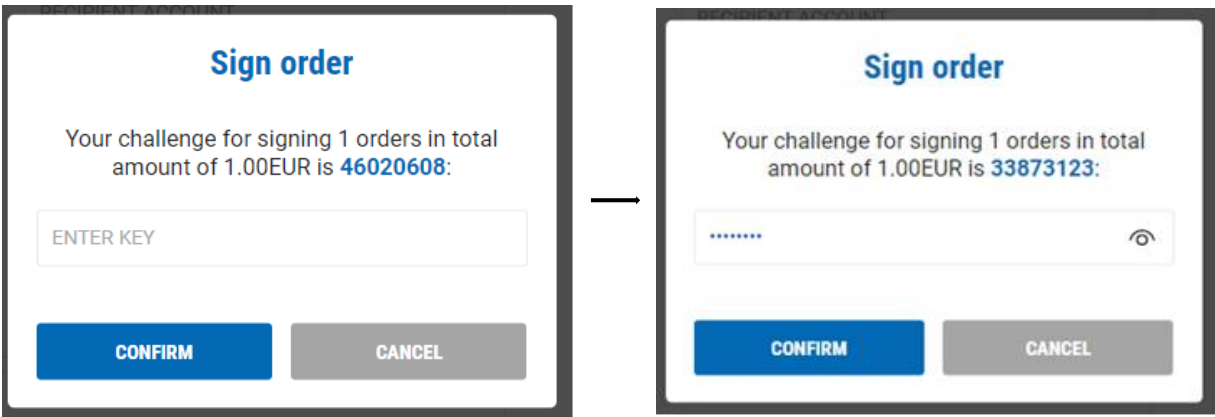 RECIPIENT ACCOUNT
Sign order
Your challenge for signing 1 orders in total
amount of 1.00EUR is 46020608:
ENTER KEY
CONFIRM
CANCEL
RECIPIENT ACCOUNT
Sign order
Your challenge for signing 1 orders in total
amount of 1.00EUR is 33873123:
········
CONFIRM
CANCEL